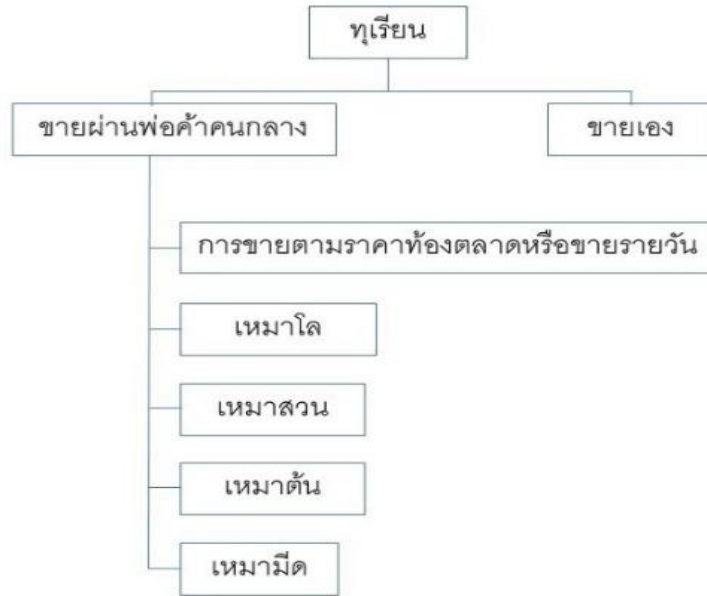 ทุเรียน
ขายผ่านพ่อค้าคนกลาง
ขายเอง
การขายตามราคาท้องตลาดหรือขายรายวัน
เหมาโล
เหมาสวน
เหมาต้น
เหมามีด